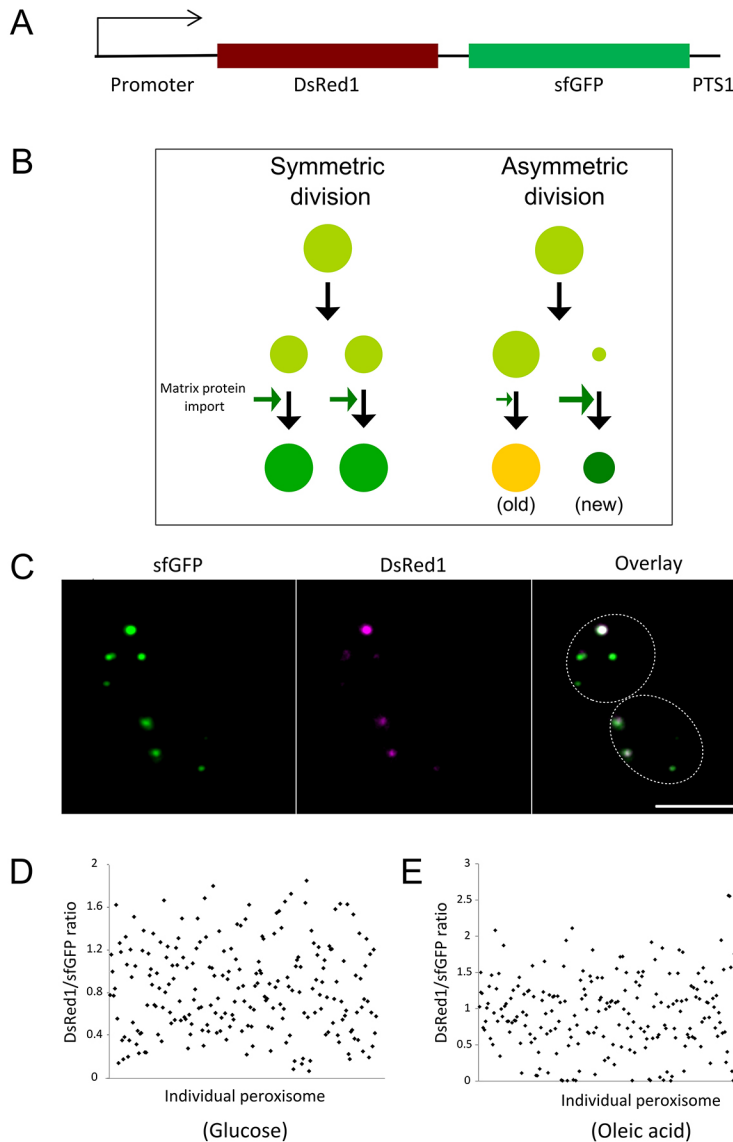 A
Promoter
DsRed1
sfGFP
PTS1
B
Symmetric
division
Asymmetric
division
Matrix protein
import
(old)
(new)
C
sfGFP
DsRed1
Overlay
D
DsRed1/sfGFP ratio
2
1.6
1.2
0.8
0.4
0
Individual peroxisome
(Glucose)
E
DsRed1/sfGFP ratio
3
2.5
2
1.5
1
0.5
0
Individual peroxisome
(Oleic acid)